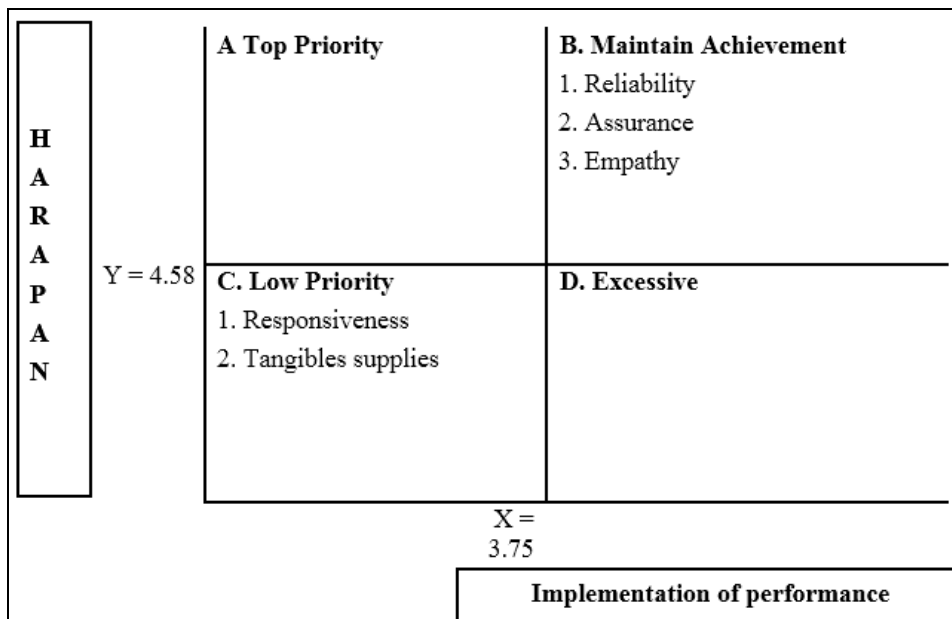 HARAPAN
A Top Priority
B. Maintain Achievement
1. Reliability
2. Assurance
3. Empathy
Y = 4.58
C. Low Priority
1. Responsiveness
2. Tangibles supplies
D. Excessive
X =
3.75
Implementation of performance